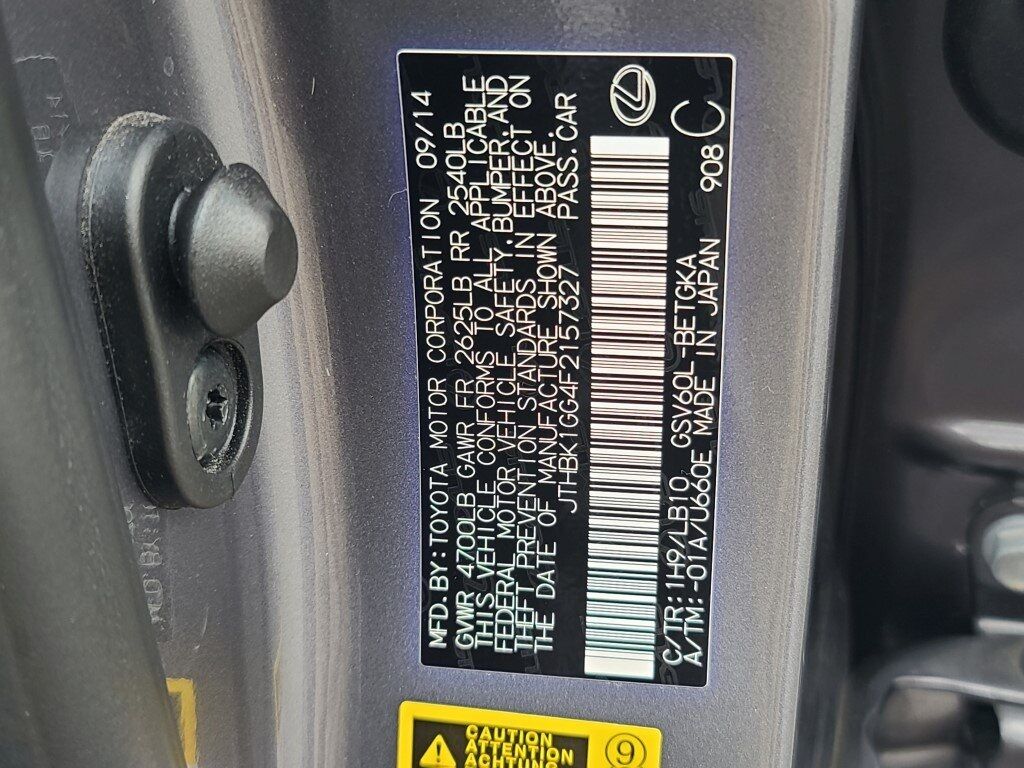 MFD. BY: TOYOTA MOTOR CORPORATION 09/14
GVWR 4700LB GAWR FR 2625LB RR 2540LB
THIS VEHICLE CONFORMS TO ALL APPLICABLE
FEDERAL MOTOR VEHICLE SAFETY, BUMPER, AND
THEFT PREVENTION STANDARDS IN EFFECT ON
THE DATE OF MANUFACTURE SHOWN ABOVE.
JTHBK1GG4F2157327 PASS. CAR
C/TR: 1H9/LB10 GSV60L-BETGKA
A/TM: -01A/U660E MADE IN JAPAN 908 C
CAUTION
ATTENTION
ACHTUNG
9